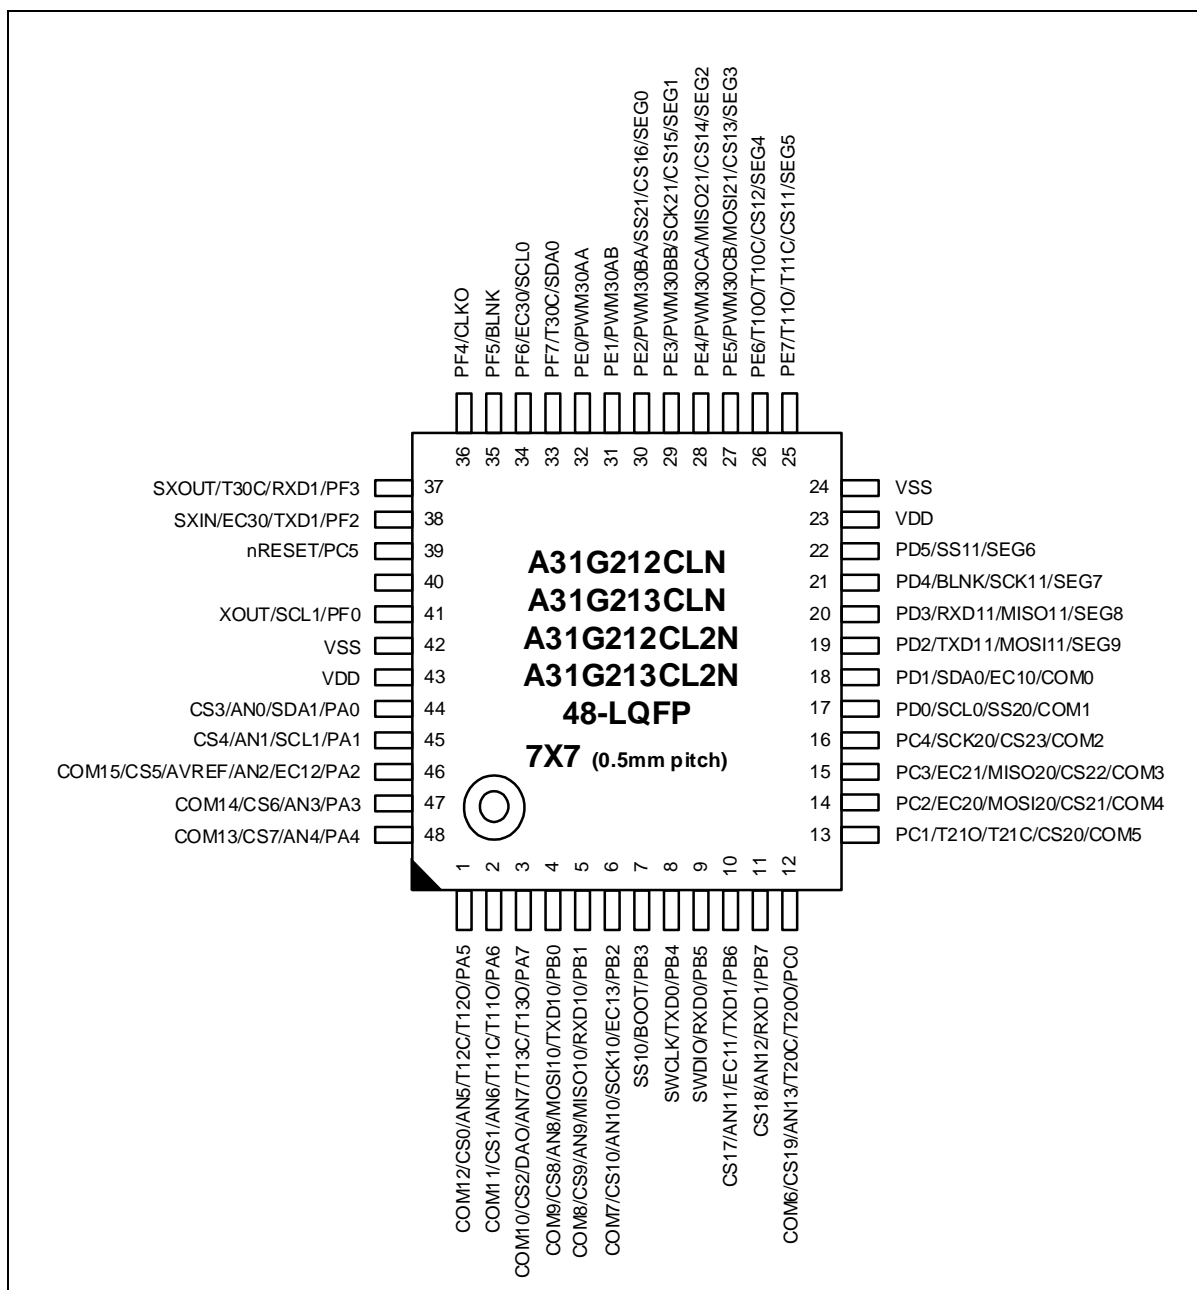 PF4/CLKO
PF5/BLNK
PF6/EC30/SCL0
PF7/T30C/SDA0
PE0/PWM30AA
PE1/PWM30AB
PE2/PWM30BA/SS21/CS16/SEG0
PE3/PWM30BB/SCK21/CS15/SEG1
PE4/PWM30CA/MISO21/CS14/SEG2
PE5/PWM30CB/MOSI21/CS13/SEG3
PE6/T10O/T10C/CS12/SEG4
PE7/T11O/T11C/CS11/SEG5
36 35 34 33 32 31 30 29 28 27 26 25
SXOUT/T30C/RXD1/PF3 37
SXIN/EC30/TXD1/PF2 38
nRESET/PC5 39
40
XOUT/SCL1/PF0 41
VSS 42
VDD 43
CS3/AN0/SDA1/PA0 44
CS4/AN1/SCL1/PA1 45
COM15/CS5/AVREF/AN2/EC12/PA2 46
COM14/CS6/AN3/PA3 47
COM13/CS7/AN4/PA4 48
A31G212CLN
A31G213CLN
A31G212CL2N
A31G213CL2N
48-LQFP
7X7 (0.5mm pitch)
24 VSS
23 VDD
22 PD5/SS11/SEG6
21 PD4/BLNK/SCK11/SEG7
20 PD3/RXD11/MISO11/SEG8
19 PD2/TXD11/MOSI11/SEG9
18 PD1/SDA0/EC10/COM0
17 PD0/SCL0/SS20/COM1
16 PC4/SCK20/CS23/COM2
15 PC3/EC21/MISO20/CS22/COM3
14 PC2/EC20/MOSI20/CS21/COM4
13 PC1/T21O/T21C/CS20/COM5
1 2 3 4 5 6 7 8 9 10 11 12
COM12/CS0/AN5/T12C/T12O/PA5
COM11/CS1/AN6/T11C/T11O/PA6
COM10/CS2/DAO/AN7/T13C/T13O/PA7
COM9/CS8/AN8/MOSI10/TXD10/PB0
COM8/CS9/AN9/MISO10/RXD10/PB1
COM7/CS10/AN10/SCK10/EC13/PB2
SS10/BOOT/PB3
SWCLK/TXD0/PB4
SWDIO/RXD0/PB5
CS17/AN11/EC11/TXD1/PB6
CS18/AN12/RXD1/PB7
COM6/CS19/AN13/T20C/T20O/PC0